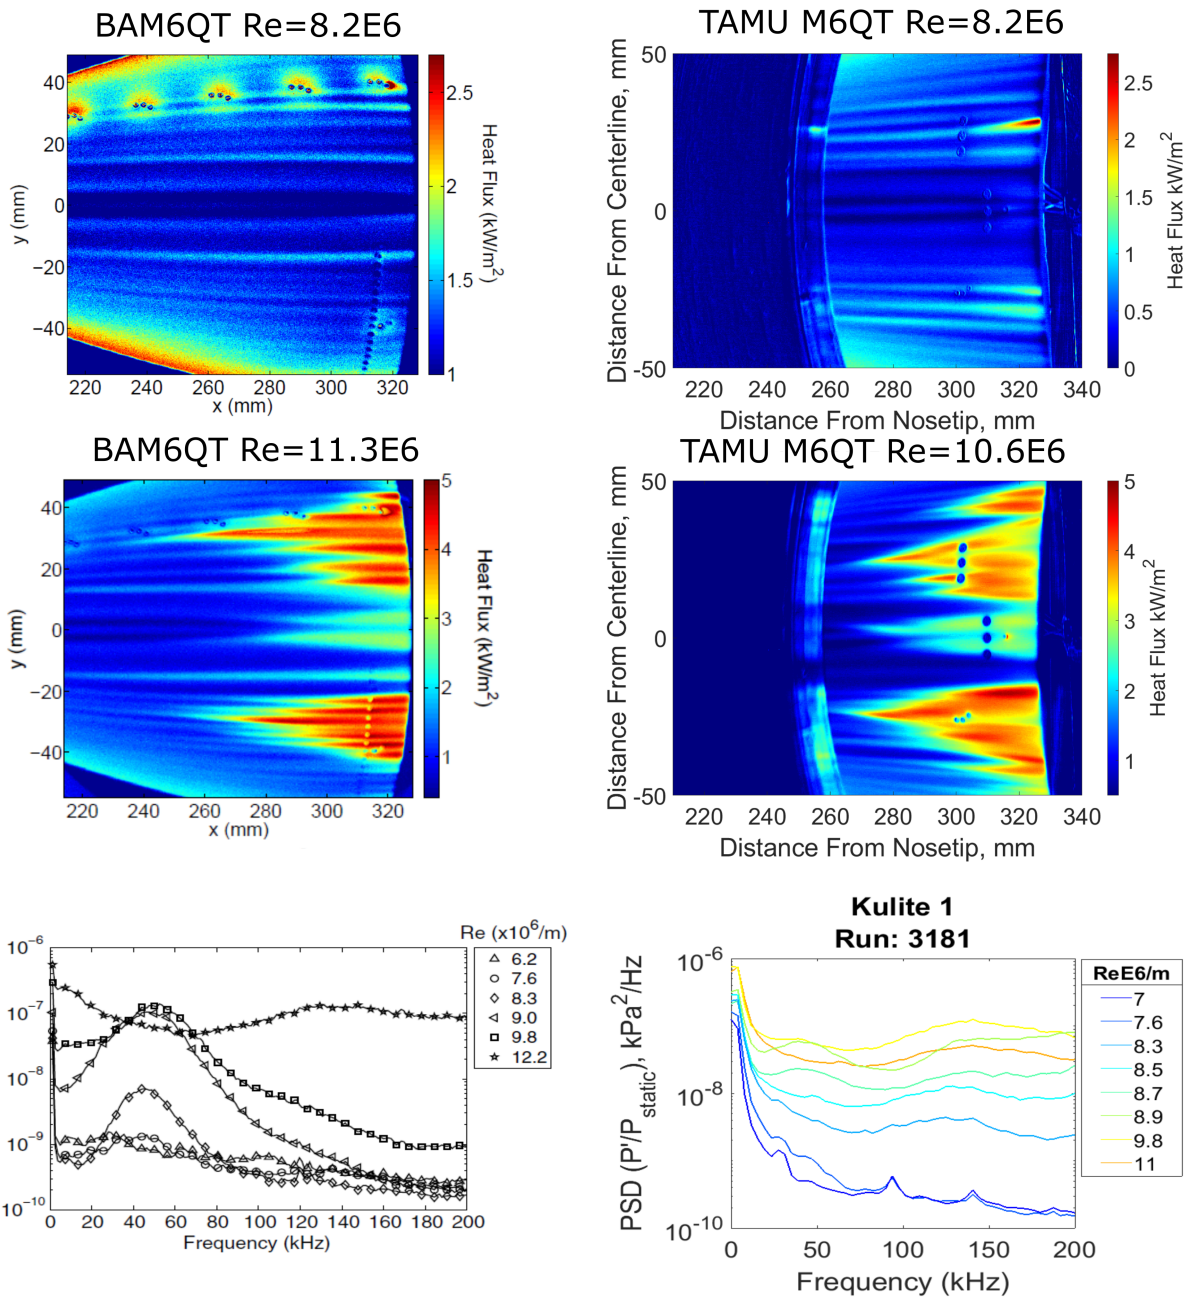 BAM6QT Re=8.2E6
40
20
0
−20
−40
y (mm)
220 240 260 280 300 320
x (mm)
2.5
2
1.5
1
Heat Flux (kW/m2)
TAMU M6QT Re=8.2E6
50
0
-50
Distance From Centerline, mm
220 240 260 280 300 320 340
Distance From Nosetip, mm
2.5
2
1.5
1
0.5
0
Heat Flux kW/m2
BAM6QT Re=11.3E6
40
20
0
−20
−40
y (mm)
220 240 260 280 300 320
x (mm)
5
4
3
2
1
Heat Flux (kW/m2)
TAMU M6QT Re=10.6E6
50
0
-50
Distance From Centerline, mm
220 240 260 280 300 320 340
Distance From Nosetip, mm
5
4
3
2
1
Heat Flux kW/m2
10−6
10−7
10−8
10−9
10−10
0 20 40 60 80 100 120 140 160 180 200
Frequency (kHz)
Re (x106/m)
6.2
7.6
8.3
9.0
9.8
12.2
Kulite 1
Run: 3181
10-6
10-8
10-10
PSD (P'/Pstatic), kPa2/Hz
0 50 100 150 200
Frequency (kHz)
ReE6/m
7
7.6
8.3
8.5
8.7
8.9
9.8
11